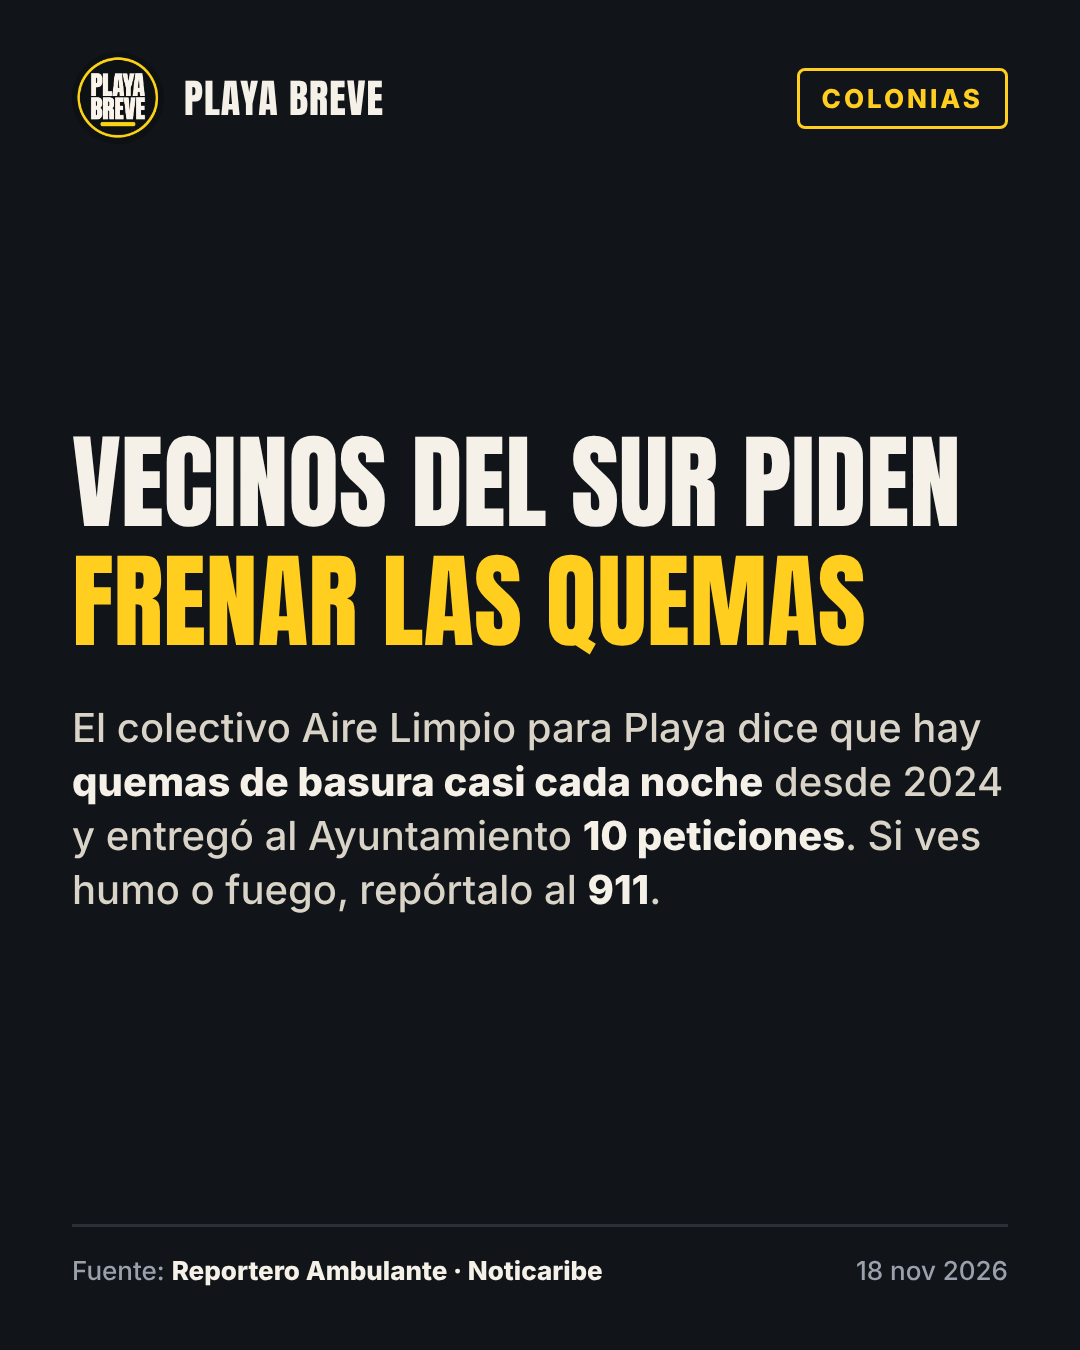 PLAYA
BREVE
PLAYA BREVE
COLONIAS
VECINOS DEL SUR PIDEN
FRENAR LAS QUEMAS
El colectivo Aire Limpio para Playa dice que hay
quemas de basura casi cada noche desde 2024
y entregó al Ayuntamiento 10 peticiones. Si ves
humo o fuego, repórtalo al 911.
Fuente: Reportero Ambulante · Noticaribe
18 nov 2026